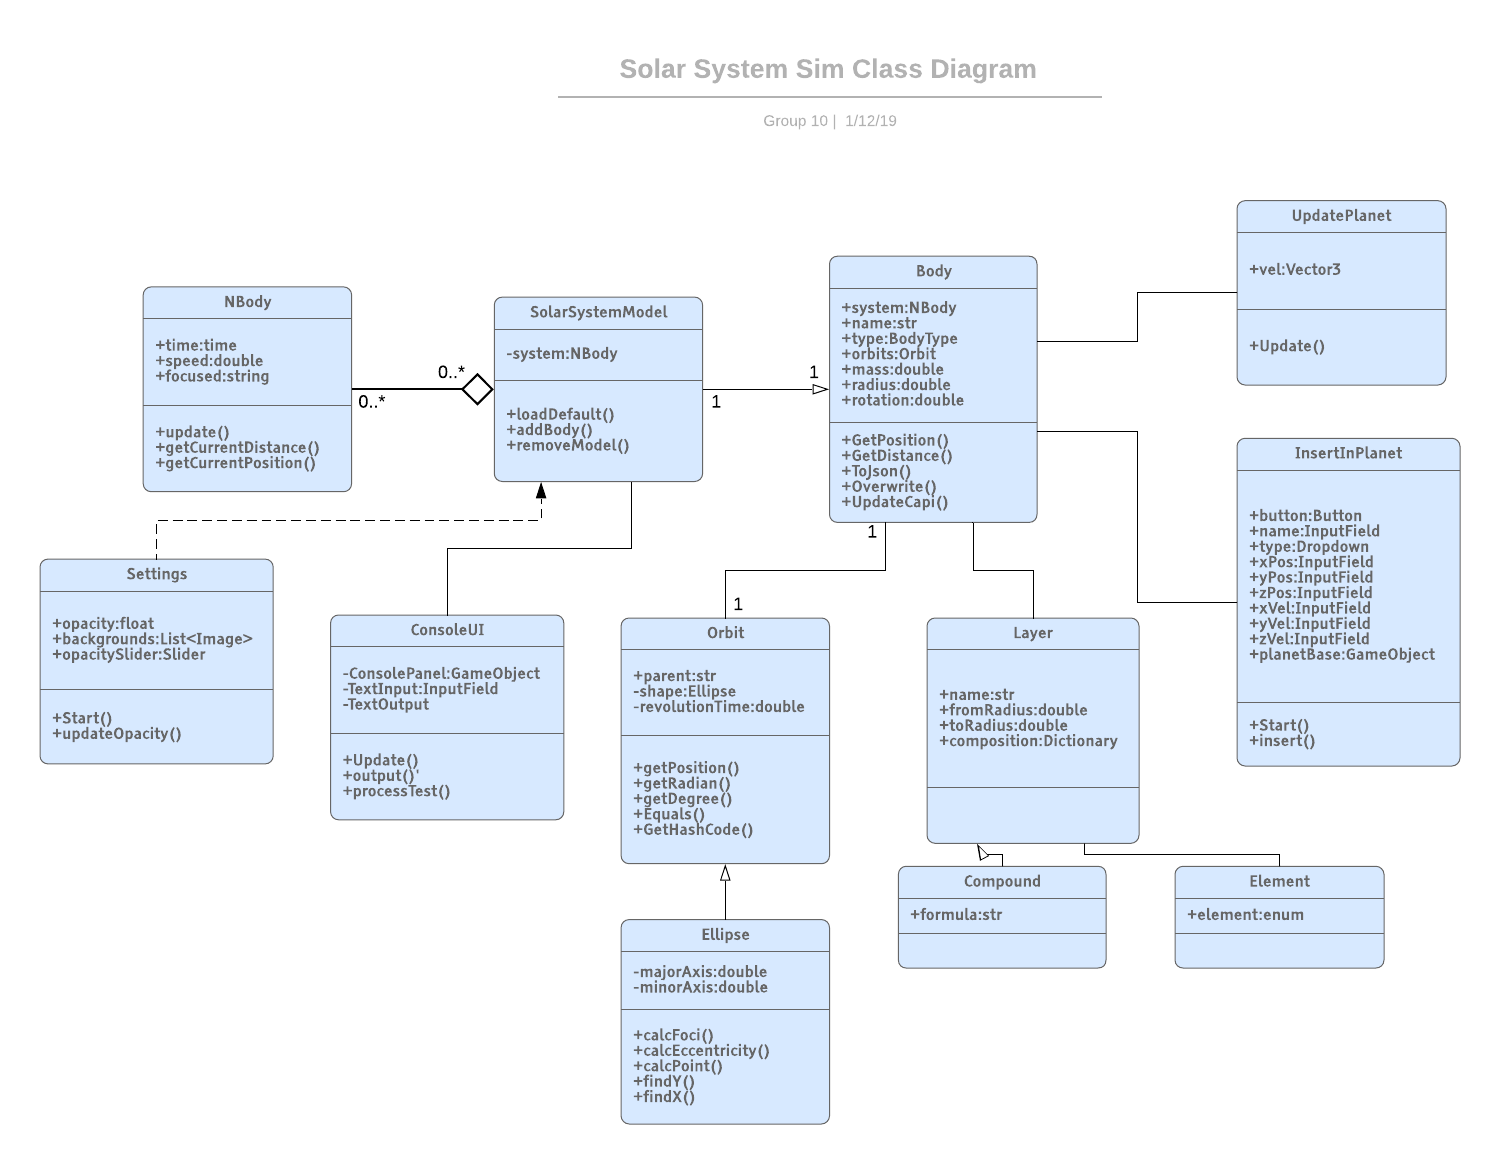 Solar System Sim Class Diagram
Group 10 | 1/12/19
NBody
+time:time
+speed:double
+focused:string
+update()
+getCurrentDistance()
+getCurrentPosition()
0..*
0..*
SolarSystemModel
-system:NBody
+loadDefault()
+addBody()
+removeModel()
1
1
Body
+system:NBody
+name:str
+type:BodyType
+orbits:Orbit
+mass:double
+radius:double
+rotation:double
+GetPosition()
+GetDistance()
+ToJson()
+Overwrite()
+UpdateCapi()
UpdatePlanet
+vel:Vector3
+Update()
InsertInPlanet
+button:Button
+name:InputField
+type:Dropdown
+xPos:InputField
+yPos:InputField
+zPos:InputField
+xVel:InputField
+yVel:InputField
+zVel:InputField
+planetBase:GameObject
+Start()
+insert()
Settings
+opacity:float
+backgrounds:List<Image>
+opacitySlider:Slider
+Start()
+updateOpacity()
ConsoleUI
-ConsolePanel:GameObject
-TextInput:InputField
-TextOutput
+Update()
+output()'
+processTest()
1
1
Orbit
+parent:str
-shape:Ellipse
-revolutionTime:double
+getPosition()
+getRadian()
+getDegree()
+Equals()
+GetHashCode()
Layer
+name:str
+fromRadius:double
+toRadius:double
+composition:Dictionary
Compound
+formula:str
Element
+element:enum
Ellipse
-majorAxis:double
-minorAxis:double
+calcFoci()
+calcEccentricity()
+calcPoint()
+findY()
+findX()